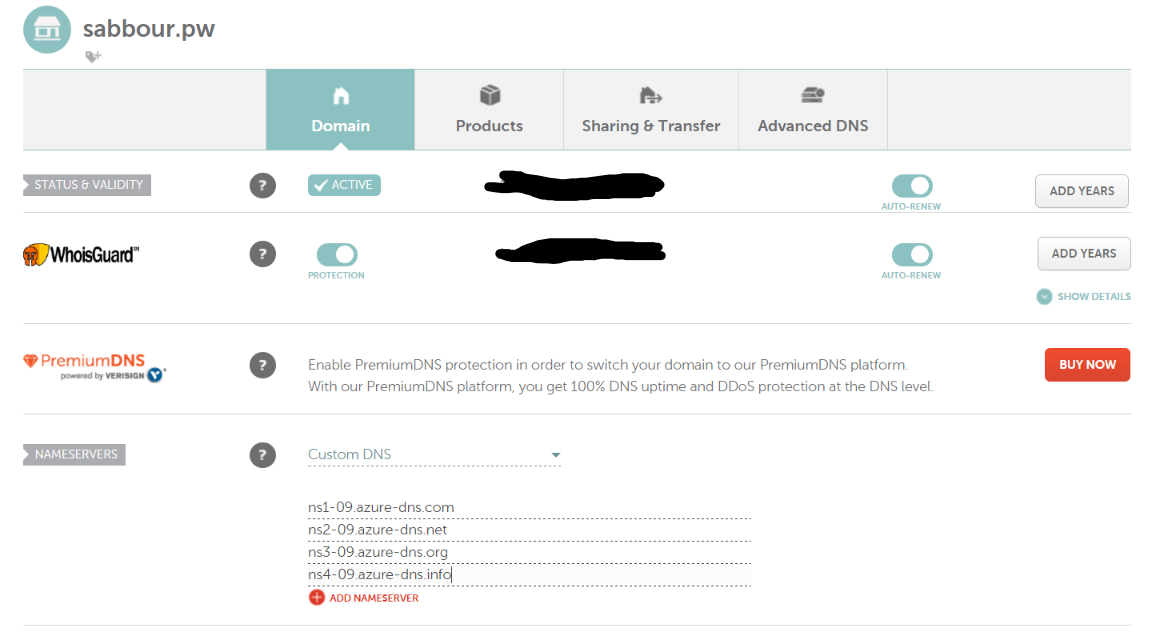 sabbour.pw
Domain
Products
Sharing & Transfer
Advanced DNS
STATUS & VALIDITY
?
ACTIVE
AUTO-RENEW
ADD YEARS
WhoisGuard™
?
PROTECTION
AUTO-RENEW
ADD YEARS
SHOW DETAILS
PremiumDNS
powered by VERISIGN
?
Enable PremiumDNS protection in order to switch your domain to our PremiumDNS platform.
With our PremiumDNS platform, you get 100% DNS uptime and DDoS protection at the DNS level.
BUY NOW
NAMESERVERS
?
Custom DNS
ns1-09.azure-dns.com
ns2-09.azure-dns.net
ns3-09.azure-dns.org
ns4-09.azure-dns.info
ADD NAMESERVER